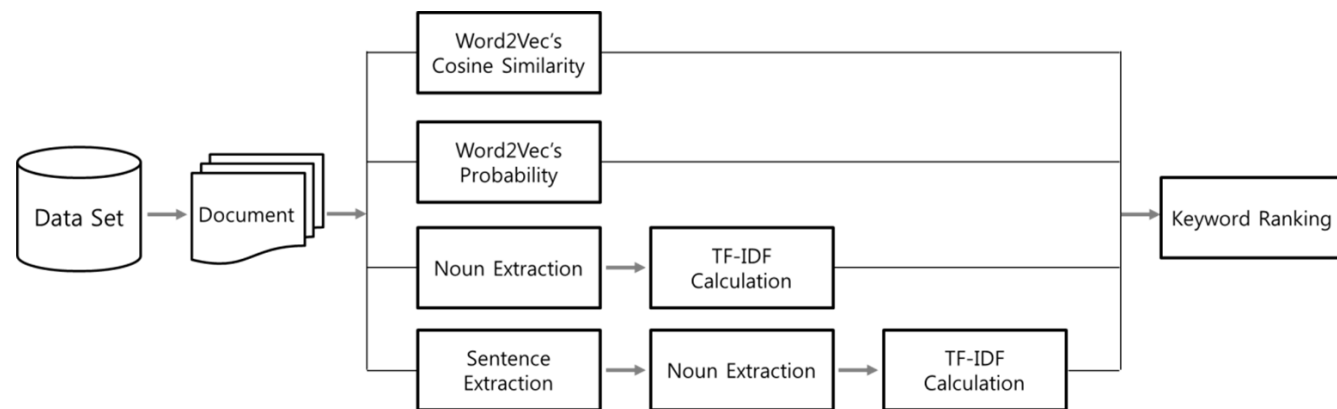 Data Set
Document
Word2Vec's
Cosine Similarity
Word2Vec's
Probability
Noun Extraction
TF-IDF
Calculation
Sentence
Extraction
Noun Extraction
TF-IDF
Calculation
Keyword Ranking